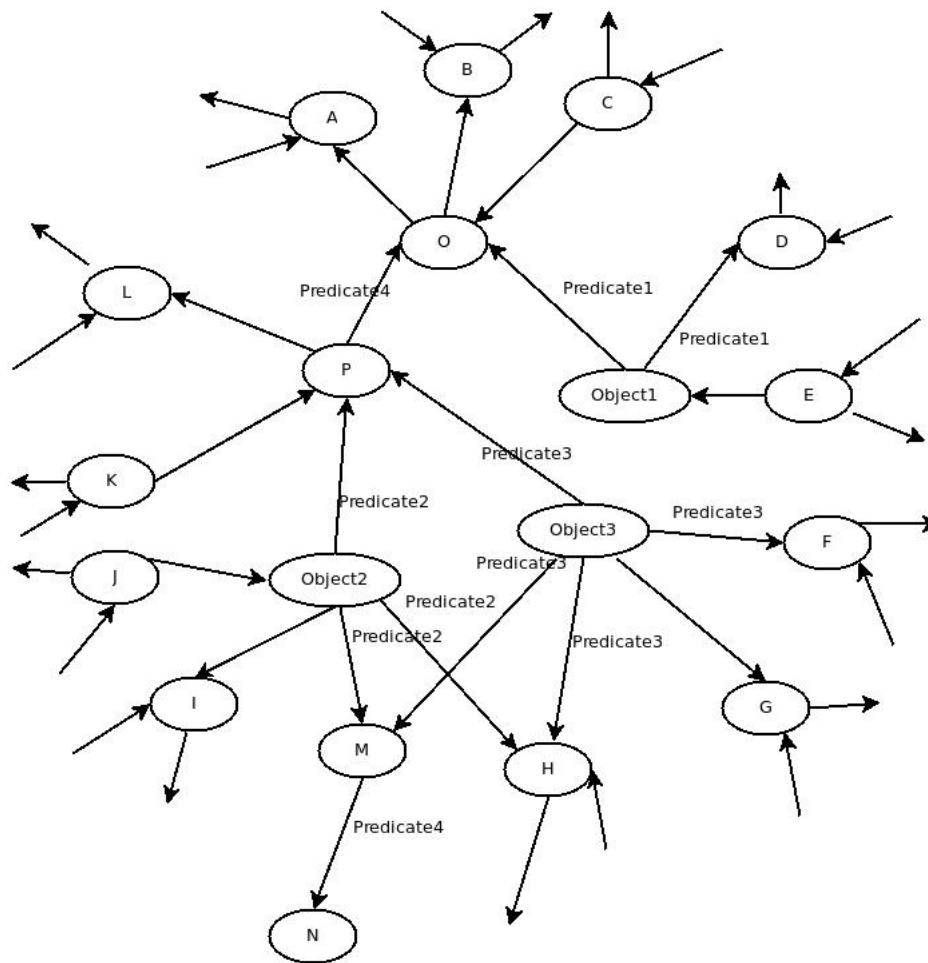 B
C
A
O
D
Predicate1
Predicate4
L
Predicate1
P
Object1
E
Predicate3
K
Predicate2
Predicate3
Object3
F
Predicate3
J
Object2
Predicate2
Predicate2
Predicate3
I
G
M
H
Predicate4
N